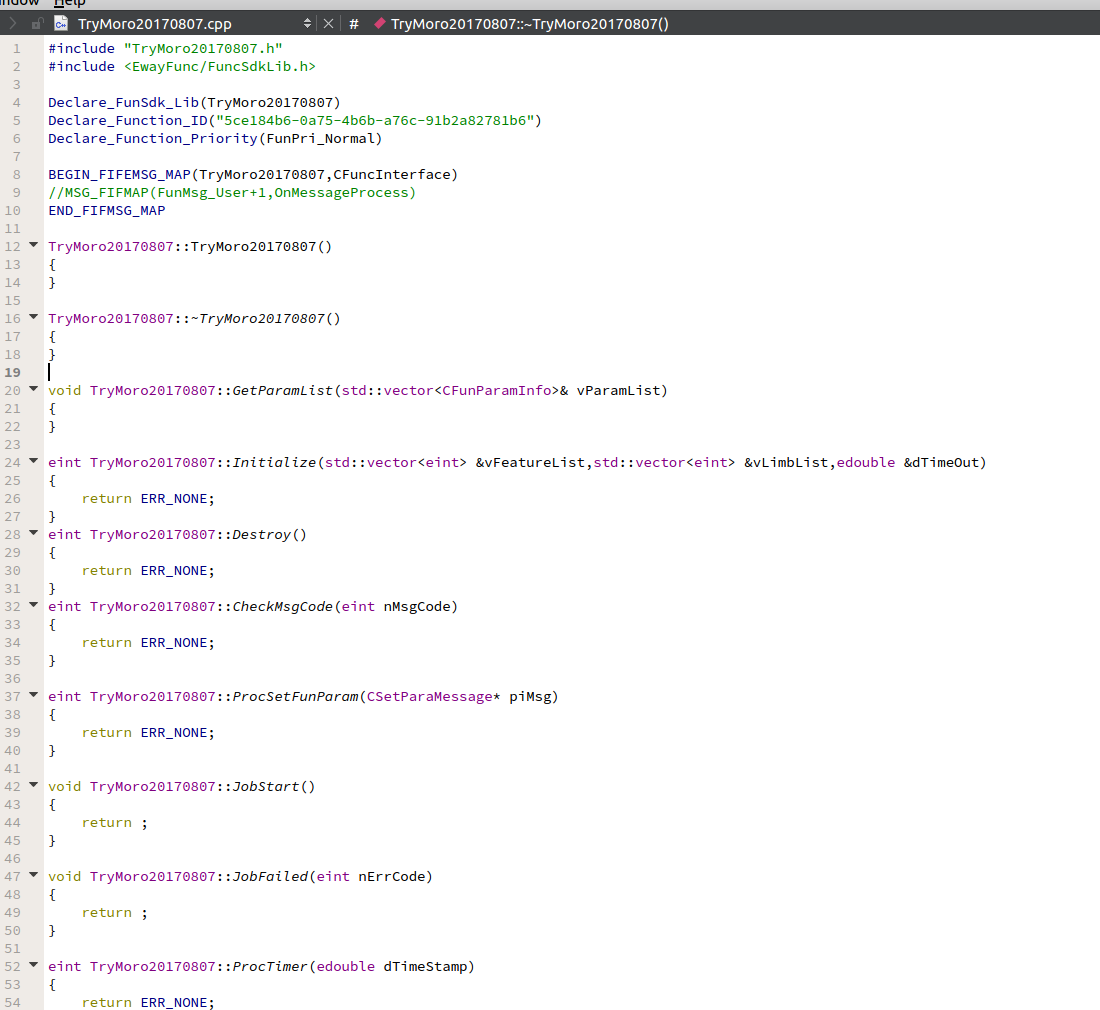 Help
TryMoro20170807.cpp # TryMoro20170807::~TryMoro20170807()
1 #include "TryMoro20170807.h"
2 #include <EwayFunc/FuncSdkLib.h>
3
4 Declare_FunSdk_Lib(TryMoro20170807)
5 Declare_Function_ID("5ce184b6-0a75-4b6b-a76c-91b2a82781b6")
6 Declare_Function_Priority(FunPri_Normal)
7
8 BEGIN_FIFEMSG_MAP(TryMoro20170807,CFuncInterface)
9 //MSG_FIFMAP(FunMsg_User+1,OnMessageProcess)
10 END_FIFMSG_MAP
11
12 TryMoro20170807::TryMoro20170807()
13 {
14 }
15
16 TryMoro20170807::~TryMoro20170807()
17 {
18 }
19
20 void TryMoro20170807::GetParamList(std::vector<CFunParamInfo>& vParamList)
21 {
22 }
23
24 eint TryMoro20170807::Initialize(std::vector<eint> &vFeatureList,std::vector<eint> &vLimbList,edouble &dTimeOut)
25 {
26 return ERR_NONE;
27 }
28 eint TryMoro20170807::Destroy()
29 {
30 return ERR_NONE;
31 }
32 eint TryMoro20170807::CheckMsgCode(eint nMsgCode)
33 {
34 return ERR_NONE;
35 }
36
37 eint TryMoro20170807::ProcSetFunParam(CSetParaMessage* piMsg)
38 {
39 return ERR_NONE;
40 }
41
42 void TryMoro20170807::JobStart()
43 {
44 return ;
45 }
46
47 void TryMoro20170807::JobFailed(eint nErrCode)
48 {
49 return ;
50 }
51
52 eint TryMoro20170807::ProcTimer(edouble dTimeStamp)
53 {
54 return ERR_NONE;